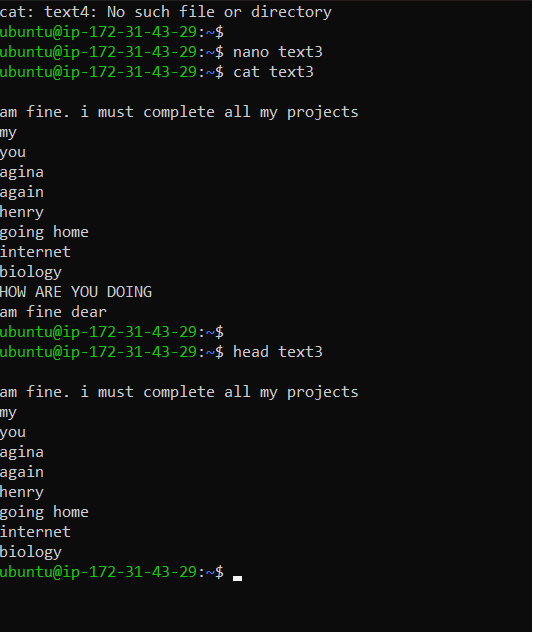 cat: text4: No such file or directory
ubuntu@ip-172-31-43-29:~$
ubuntu@ip-172-31-43-29:~$ nano text3
ubuntu@ip-172-31-43-29:~$ cat text3

am fine. i must complete all my projects
my
you
agina
again
henry
going home
internet
biology
HOW ARE YOU DOING
am fine dear
ubuntu@ip-172-31-43-29:~$
ubuntu@ip-172-31-43-29:~$ head text3

am fine. i must complete all my projects
my
you
agina
again
henry
going home
internet
biology
ubuntu@ip-172-31-43-29:~$